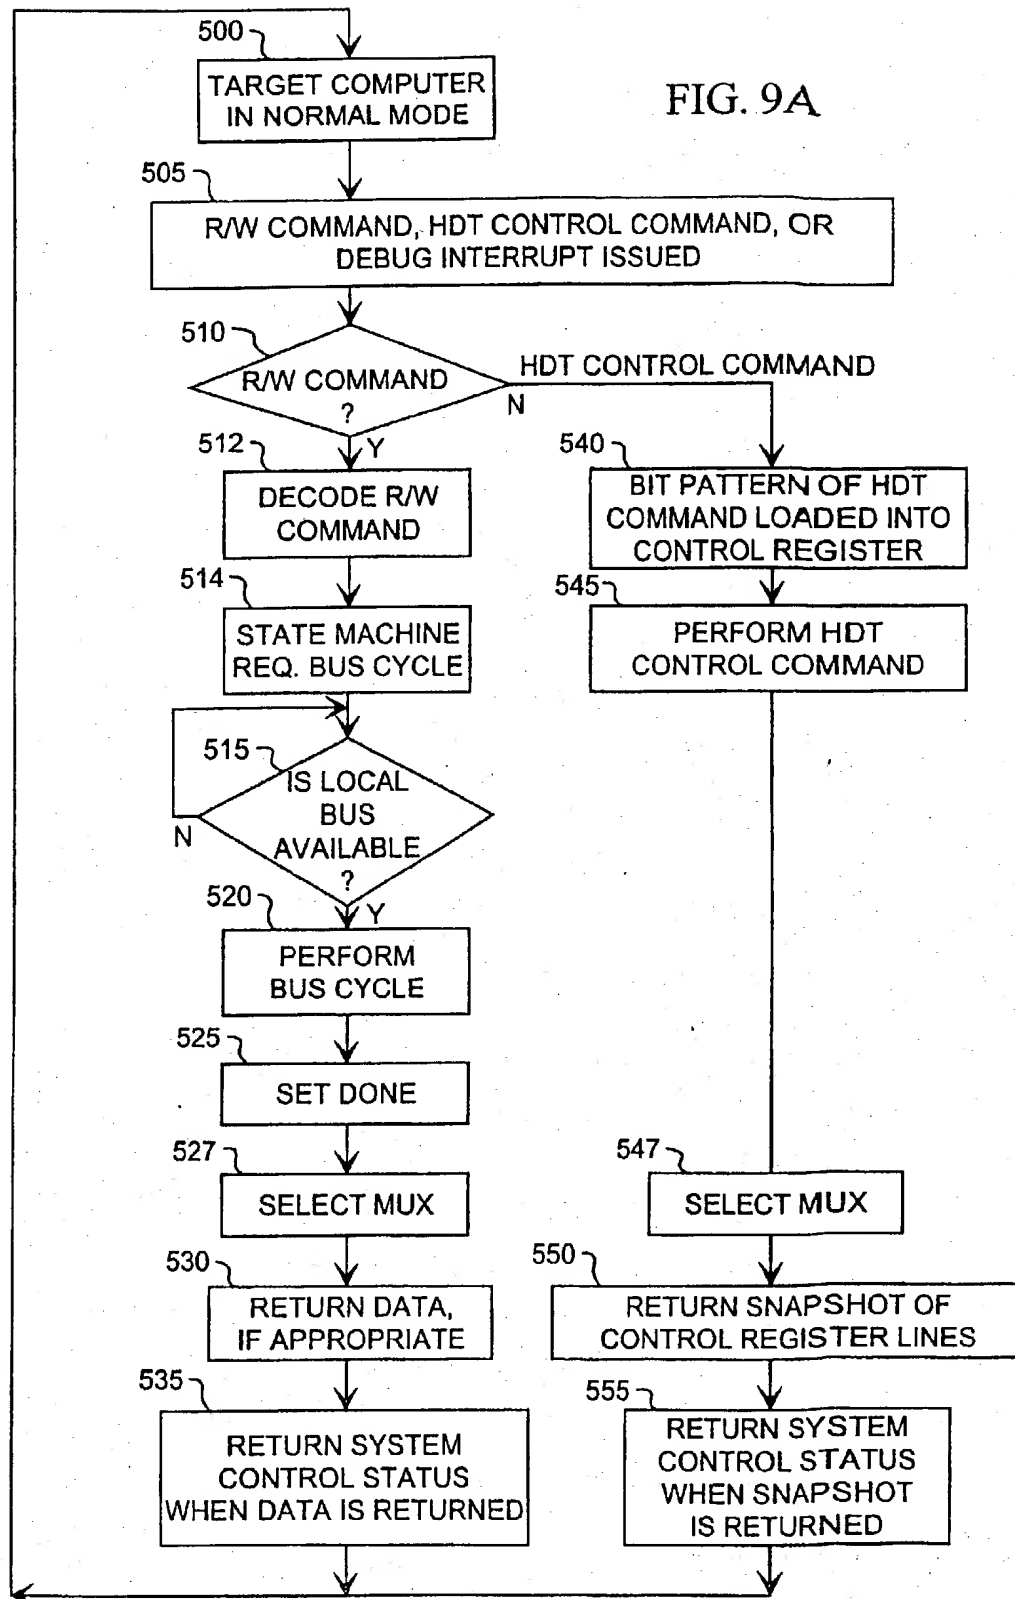 500
TARGET COMPUTER
IN NORMAL MODE
FIG. 9A
505
R/W COMMAND, HDT CONTROL COMMAND, OR
DEBUG INTERRUPT ISSUED
510
R/W COMMAND
?
HDT CONTROL COMMAND
N
Y
512
DECODE R/W
COMMAND
540
BIT PATTERN OF HDT
COMMAND LOADED INTO
CONTROL REGISTER
514
STATE MACHINE
REQ. BUS CYCLE
545
PERFORM HDT
CONTROL COMMAND
515
IS LOCAL
BUS
AVAILABLE
?
N
Y
520
PERFORM
BUS CYCLE
525
SET DONE
527
SELECT MUX
547
SELECT MUX
530
RETURN DATA,
IF APPROPRIATE
550
RETURN SNAPSHOT OF
CONTROL REGISTER LINES
535
RETURN SYSTEM
CONTROL STATUS
WHEN DATA IS RETURNED
555
RETURN SYSTEM
CONTROL STATUS
WHEN SNAPSHOT
IS RETURNED